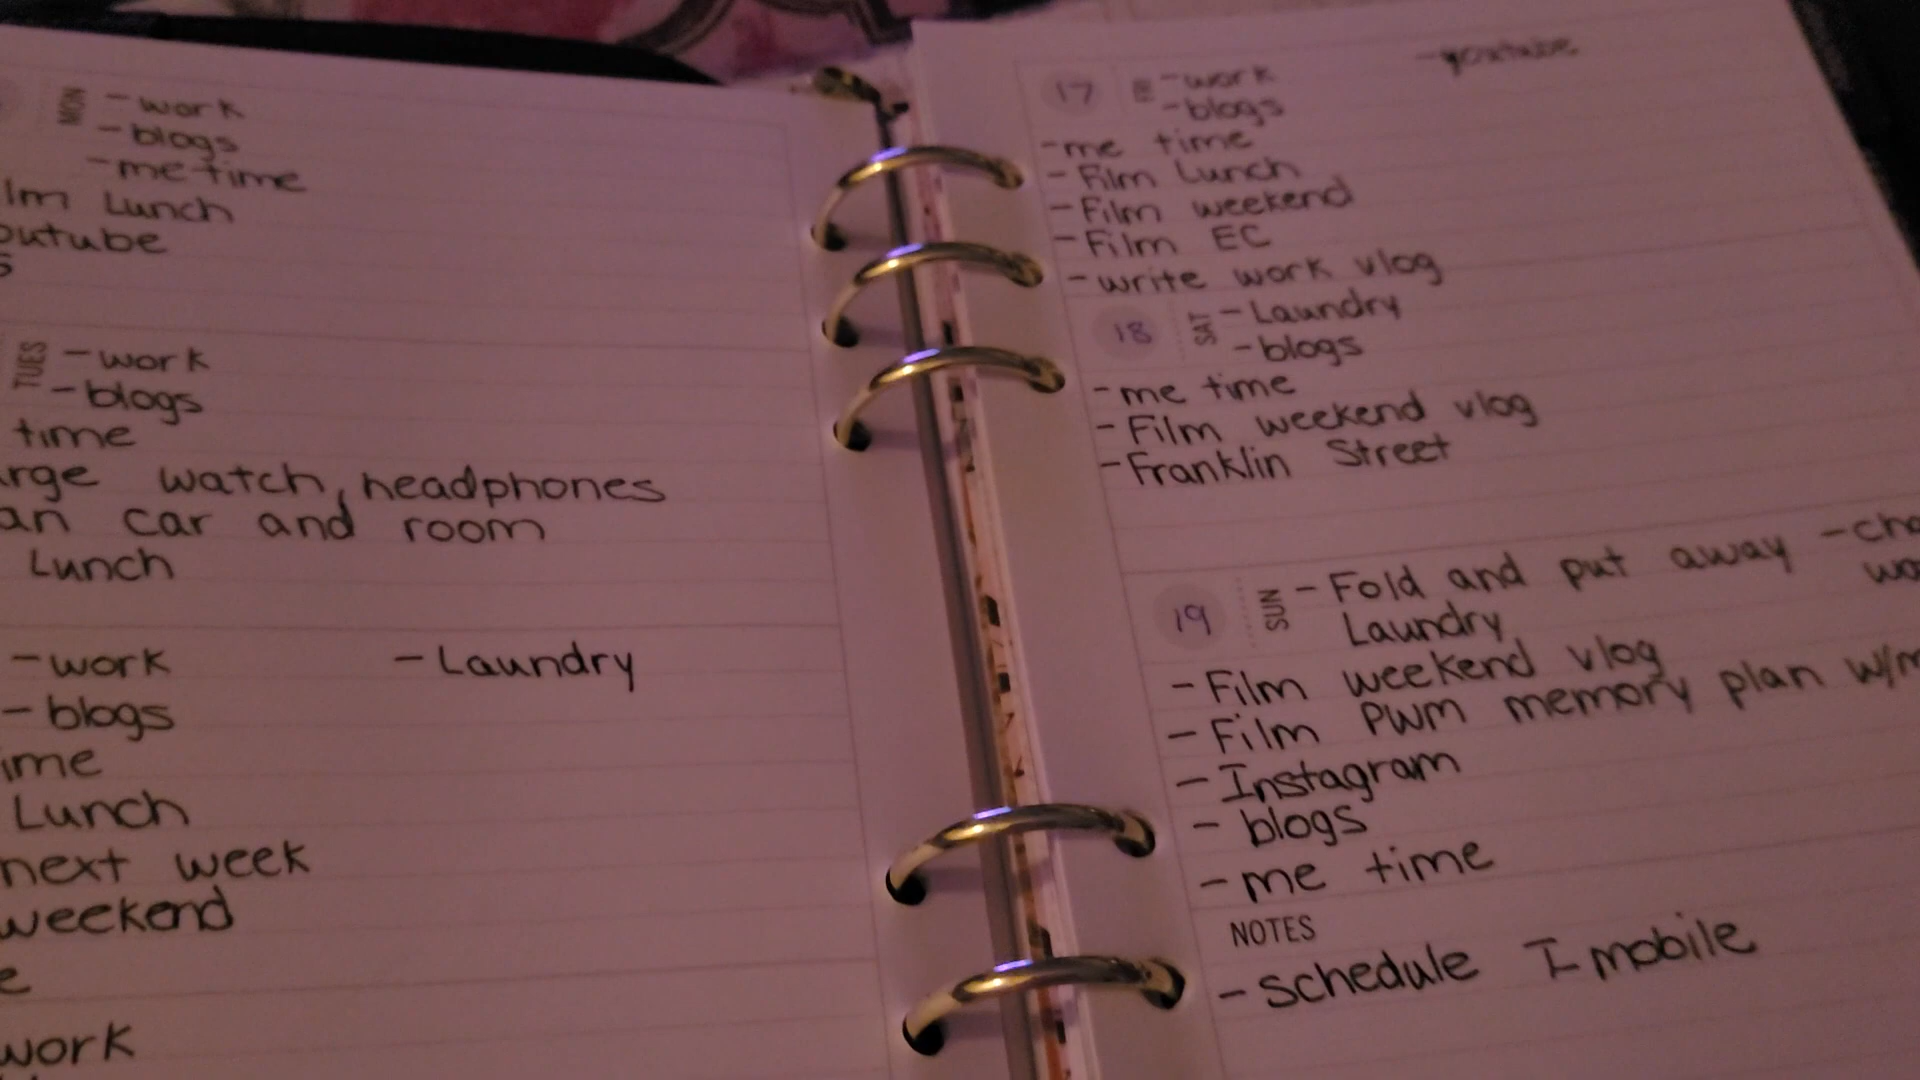 MON
-work
-blogs
-me time
lm Lunch
outube
TUES
-work
-blogs
time
arge watch, headphones
an car and room
Lunch
-work
-Laundry
-blogs
ime
Lunch
next week
weekend
e
work
17
-work
-youtube
-blogs
-me time
-Film Lunch
-Film weekend
-Film EC
-write work vlog
18 SAT -Laundry
-blogs
-me time
-Film weekend vlog
-Franklin Street
19 SUN -Fold and put away -cha
Laundry
-Film weekend vlog
-Film PWM memory plan w/m
-Instagram
-blogs
-me time
NOTES
-schedule T-mobile